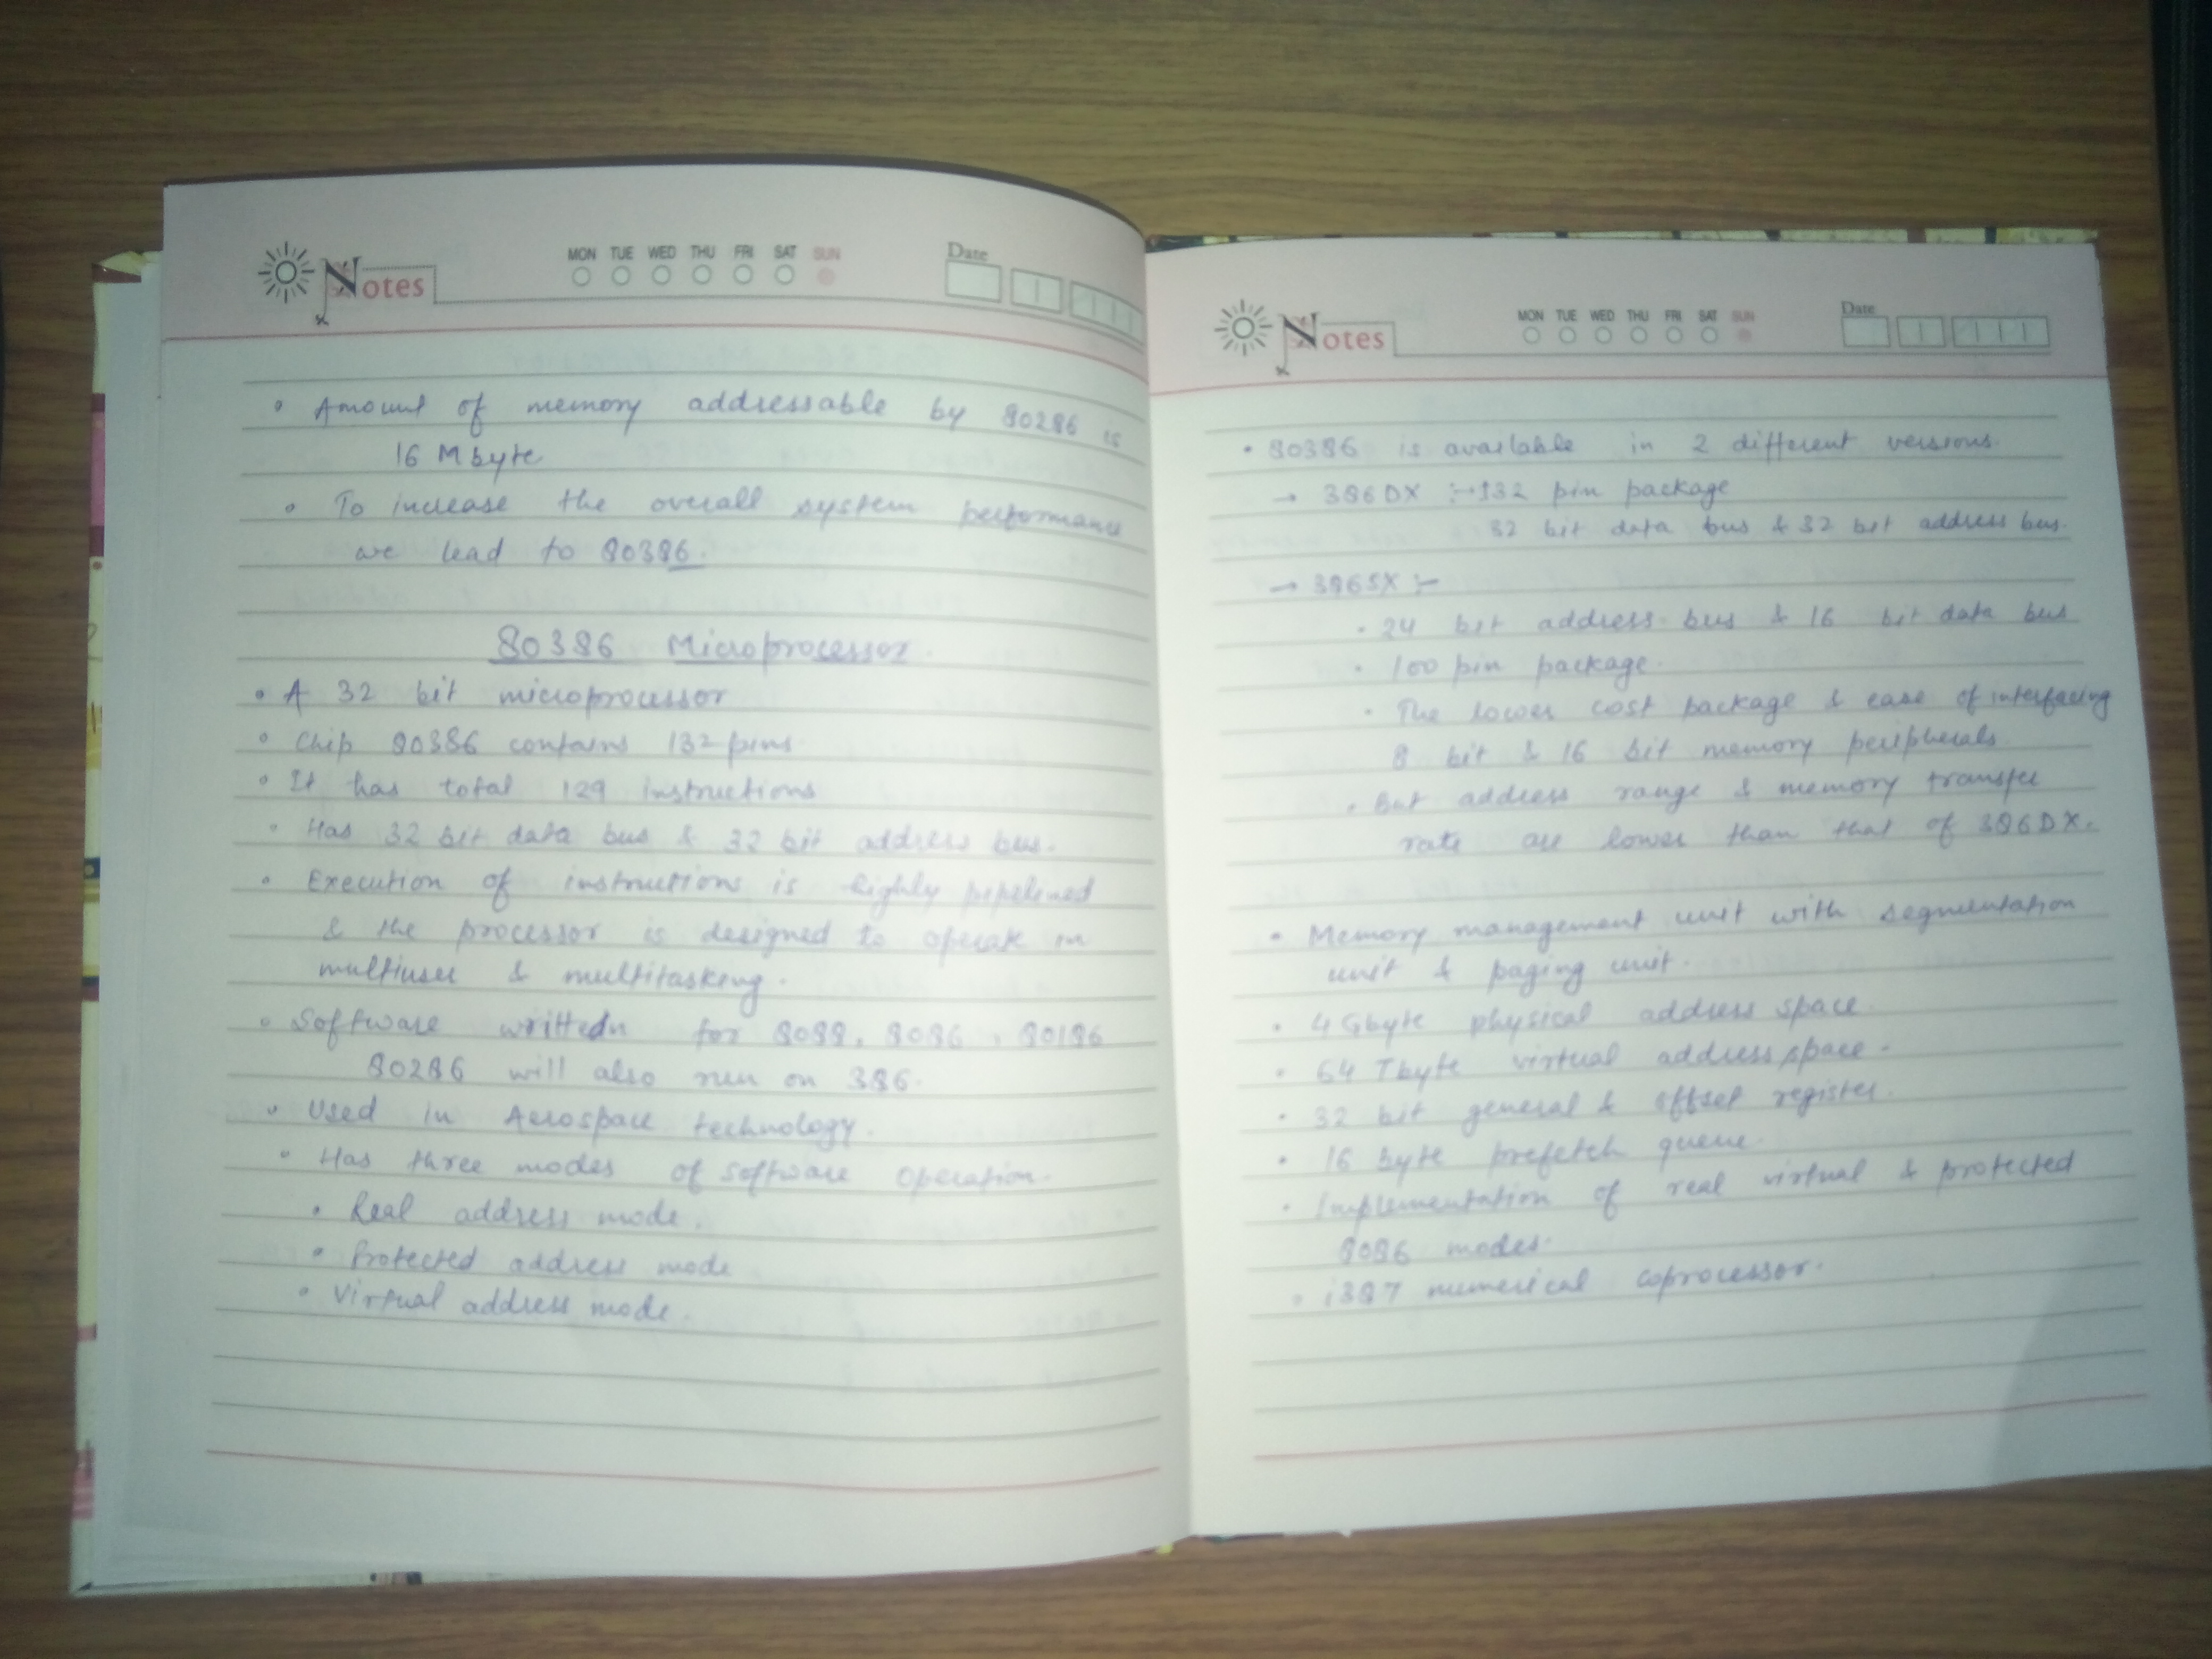 Notes
MON TUE WED THU FRI SAT SUN
Date
• Amount of memory addressable by 80286 is
16 Mbyte
• To increase the overall system performance
we lead to 80386.
80386 Microprocessor.
• A 32 bit microprocessor
• Chip 80386 contains 132 pins.
• It has total 129 instructions
• Has 32 bit data bus & 32 bit address bus.
• Execution of instructions is highly pipelined
& the processor is designed to operate in
multiuser & multitasking.
• Software written for 8088, 8086, 80186
80286 will also run on 386.
• Used in Aerospace technology.
• Has three modes of software operation.
• Real address mode.
• Protected address mode
• Virtual address mode.
Notes
MON TUE WED THU FRI SAT SUN
Date
• 80386 is available in 2 different versions.
→ 386DX :→ 132 pin package
32 bit data bus & 32 bit address bus.
→ 386SX :-
• 24 bit address bus & 16 bit data bus
• 100 pin package.
• The lower cost package & ease of interfacing
8 bit & 16 bit memory peripherals.
• But address range & memory transfer
rate are lower than that of 386DX.
• Memory management unit with segmentation
unit & paging unit.
• 4 Gbyte physical address space.
• 64 Tbyte virtual address space.
• 32 bit general & offset register.
• 16 Byte prefetch queue.
• Implementation of real virtual & protected
8086 modes.
• i387 numerical coprocessor.